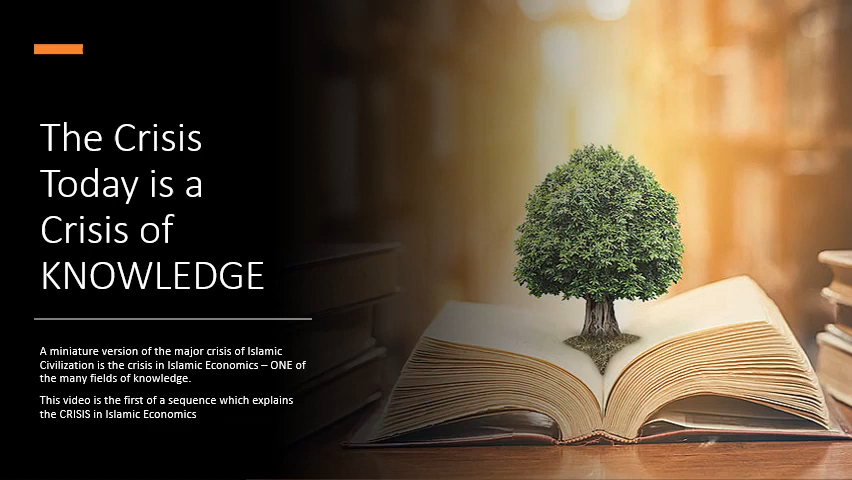 The Crisis
Today is a
Crisis of
KNOWLEDGE
A miniature version of the major crisis of Islamic
Civilization is the crisis in Islamic Economics – ONE of
the many fields of knowledge.
This video is the first of a sequence which explains
the CRISIS in Islamic Economics